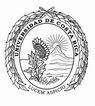 UNIVERSIDAD DE COSTA RICA
LUCEM ASPICIO